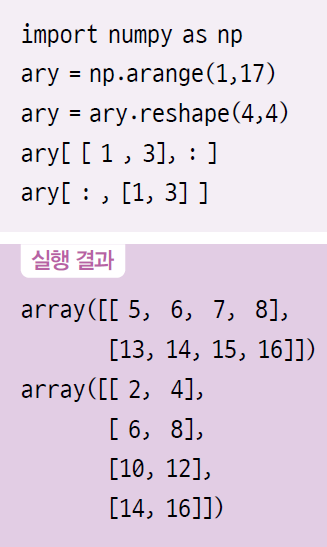 import numpy as np
ary = np.arange(1,17)
ary = ary.reshape(4,4)
ary[ [ 1 , 3], : ]
ary[ : , [1, 3] ]
실행 결과
array([[ 5, 6, 7, 8],
[13, 14, 15, 16]])
array([[ 2, 4],
[ 6, 8],
[10, 12],
[14, 16]])